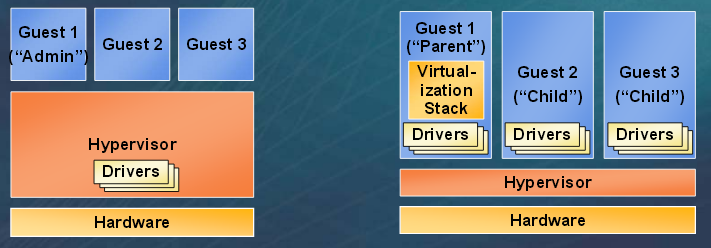 Guest 1
(“Admin”)
Guest 2
Guest 3
Hypervisor
Drivers
Hardware
Guest 1
(“Parent”)
Virtual-
ization
Stack
Drivers
Guest 2
(“Child”)
Drivers
Guest 3
(“Child”)
Drivers
Hypervisor
Hardware